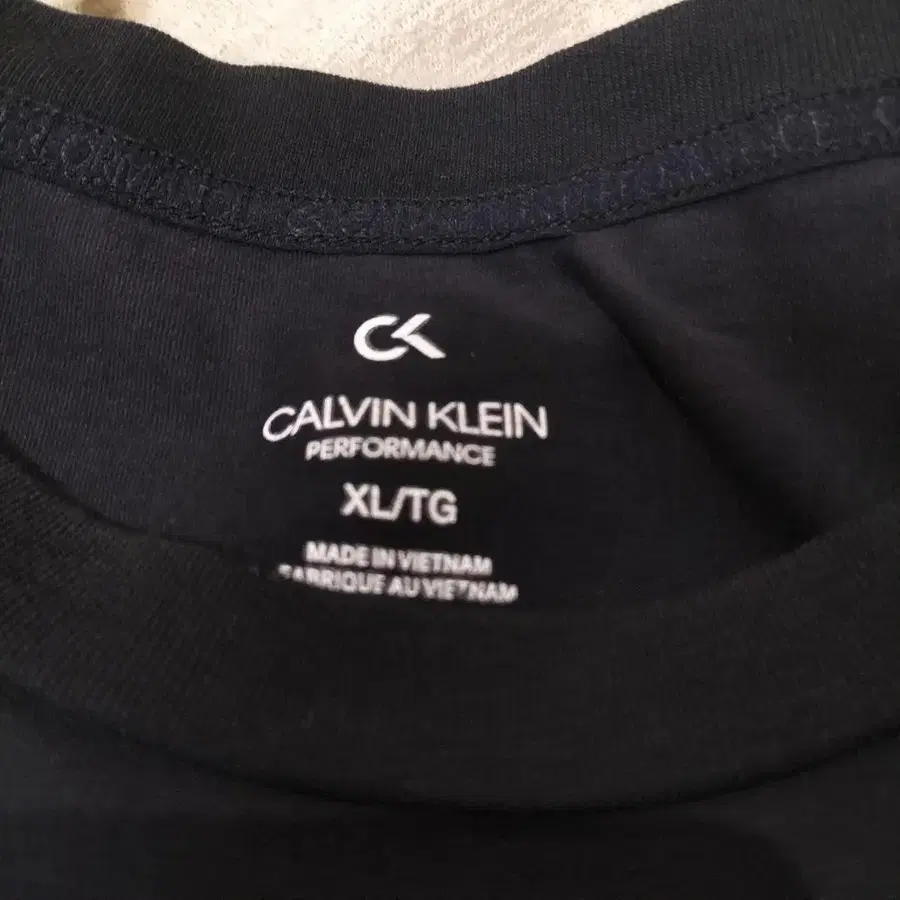 CK
CALVIN KLEIN
PERFORMANCE
XL/TG
MADE IN VIETNAM
FABRIQUE AU VIETNAM